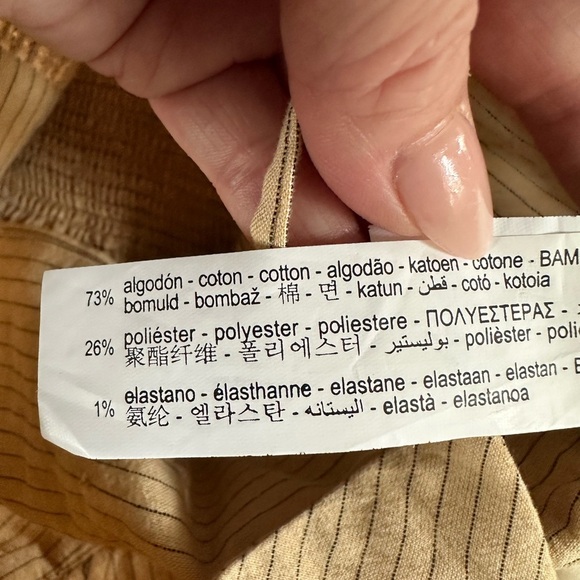 73% algodón - coton - cotton - algodão - katoen - cotone - BAM
bomuld - bombaž - 棉 - 면 - katun - قطن - cotó - kotoia
26% poliéster - polyester - poliestere - ΠΟΛΥΕΣΤΕΡΑΣ -
聚酯纤维 - 폴리에스터 - بوليستير - polièster - polie
1% elastano - élasthanne - elastane - elastaan - elastan - E
氨纶 - 엘라스탄 - اليستانه - elastà - elastanoa